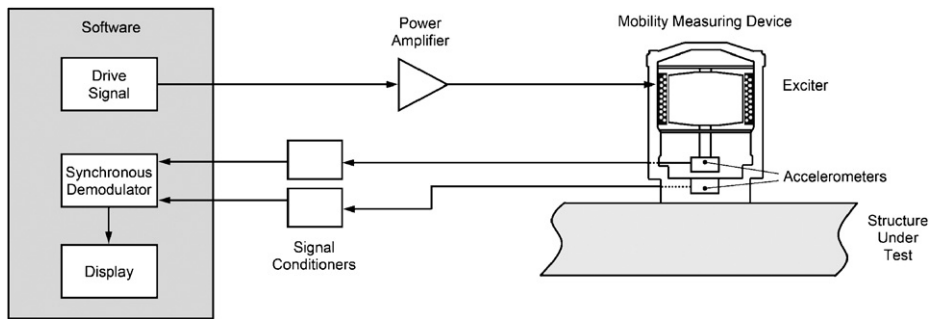 Software
Power
Amplifier
Mobility Measuring Device
Drive
Signal
Exciter
Synchronous
Demodulator
Accelerometers
Signal
Conditioners
Display
Structure
Under
Test